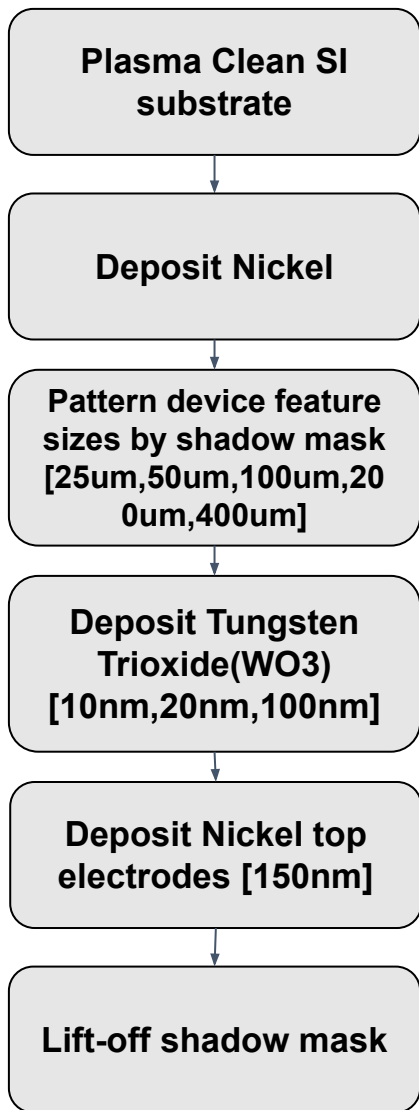 Plasma Clean SI
substrate
Deposit Nickel
Pattern device feature
sizes by shadow mask
[25um,50um,100um,20
0um,400um]
Deposit Tungsten
Trioxide(WO3)
[10nm,20nm,100nm]
Deposit Nickel top
electrodes [150nm]
Lift-off shadow mask